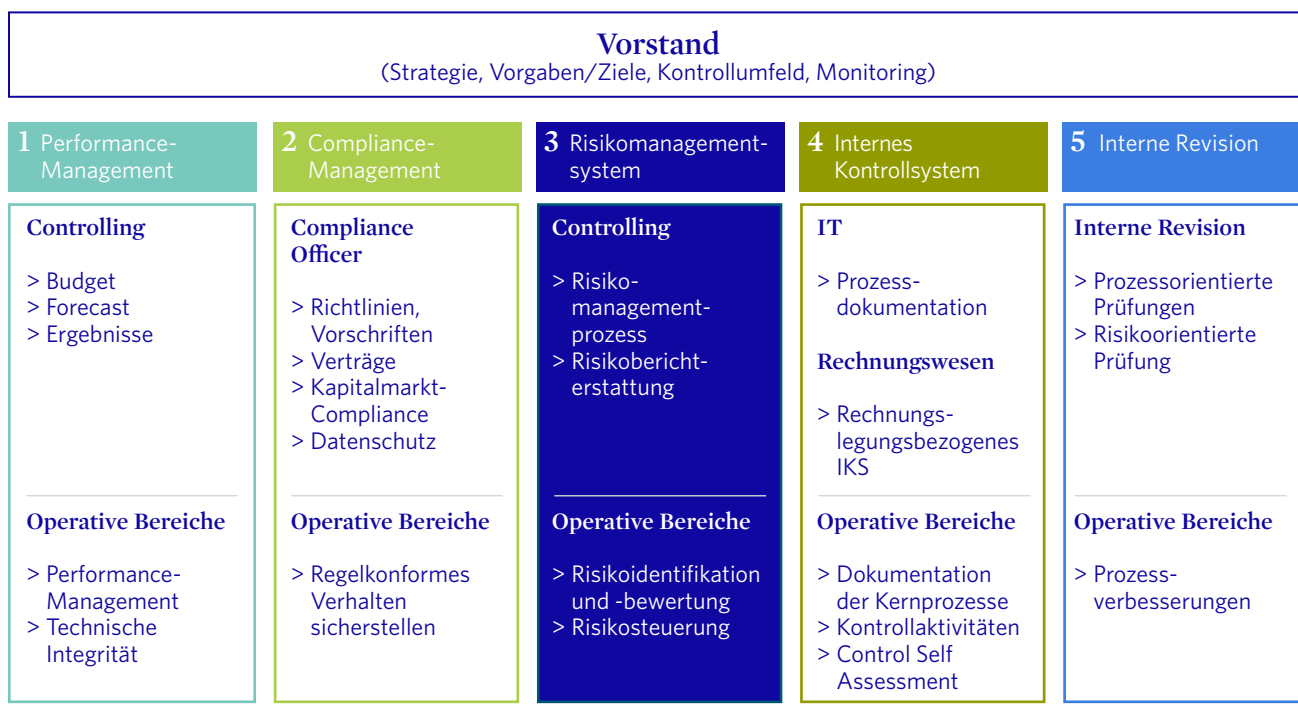 Vorstand
(Strategie, Vorgaben/Ziele, Kontrollumfeld, Monitoring)
1 Performance-
Management
Controlling
> Budget
> Forecast
> Ergebnisse
Operative Bereiche
> Performance-
Management
> Technische
Integrität
2 Compliance-
Management
Compliance
Officer
> Richtlinien,
Vorschriften
> Verträge
> Kapitalmarkt-
Compliance
> Datenschutz
Operative Bereiche
> Regelkonformes
Verhalten
sicherstellen
3 Risikomanagement-
system
Controlling
> Risiko-
management-
prozess
> Risikobericht-
erstattung
Operative Bereiche
> Risikoidentifikation
und -bewertung
> Risikosteuerung
4 Internes
Kontrollsystem
IT
> Prozess-
dokumentation
Rechnungswesen
> Rechnungs-
legungsbezogenes
IKS
Operative Bereiche
> Dokumentation
der Kernprozesse
> Kontrollaktivitäten
> Control Self
Assessment
5 Interne Revision
Interne Revision
> Prozessorientierte
Prüfungen
> Risikoorientierte
Prüfung
Operative Bereiche
> Prozess-
verbesserungen